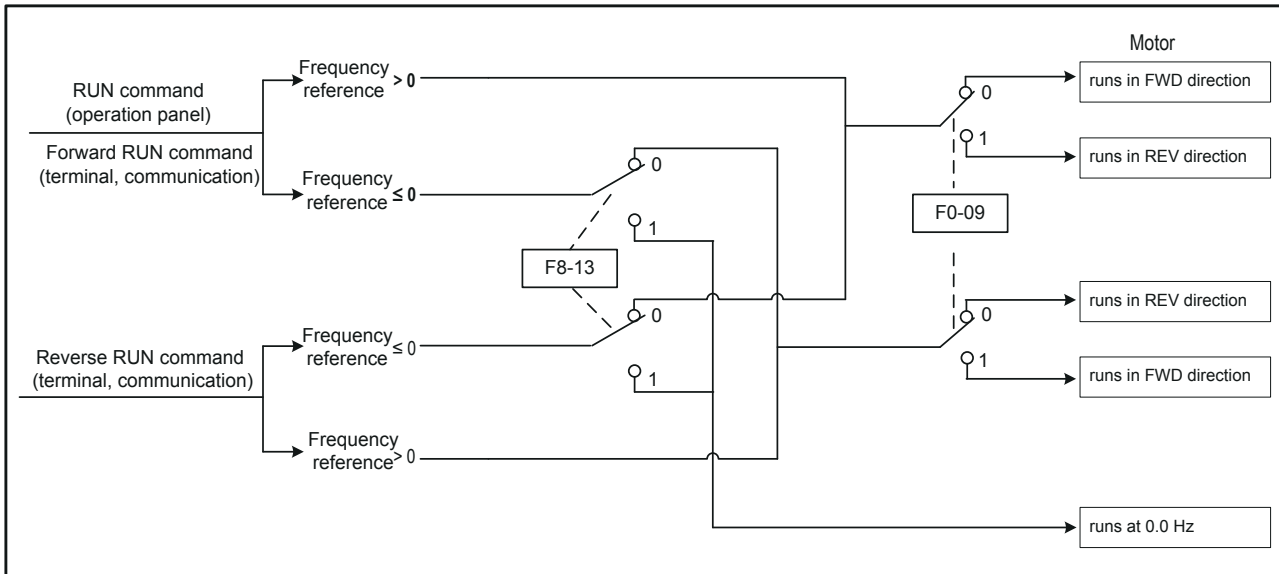 Motor
RUN command
(operation panel)
Forward RUN command
(terminal, communication)
Frequency
reference > 0
Frequency
reference ≤ 0
0
1
F8-13
0
1
Reverse RUN command
(terminal, communication)
Frequency
reference ≤ 0
Frequency
reference > 0
0
1
F0-09
0
1
runs in FWD direction
runs in REV direction
runs in REV direction
runs in FWD direction
runs at 0.0 Hz